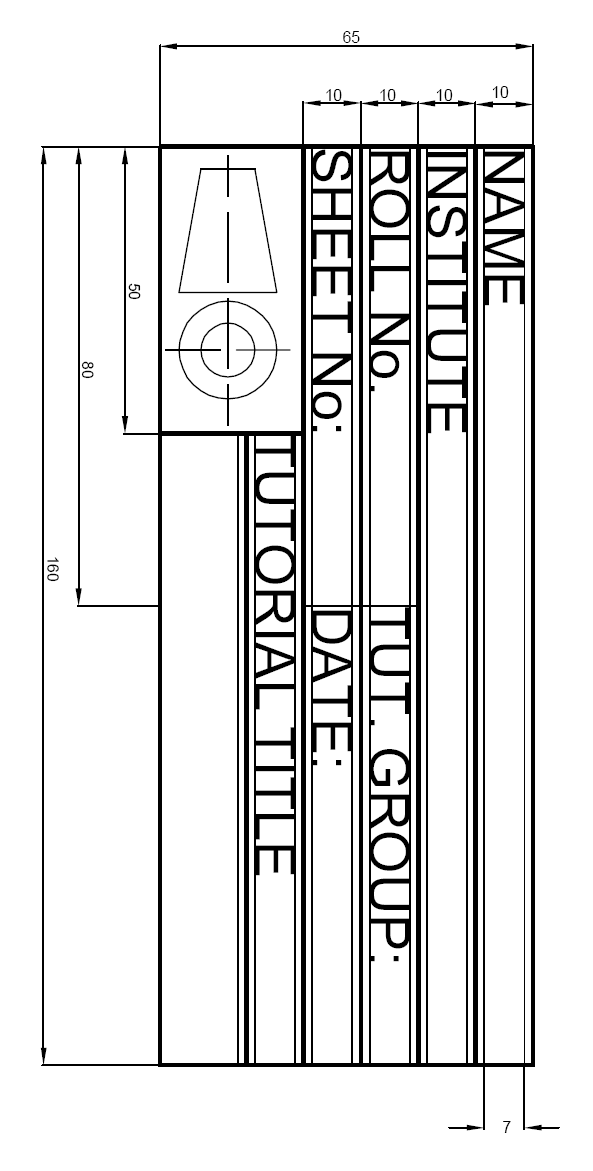 65
10
10
10
10
NAME
INSTITUTE
ROLL No. TUT. GROUP:
SHEET No: DATE:
TUTORIAL TITLE
50
80
160
7